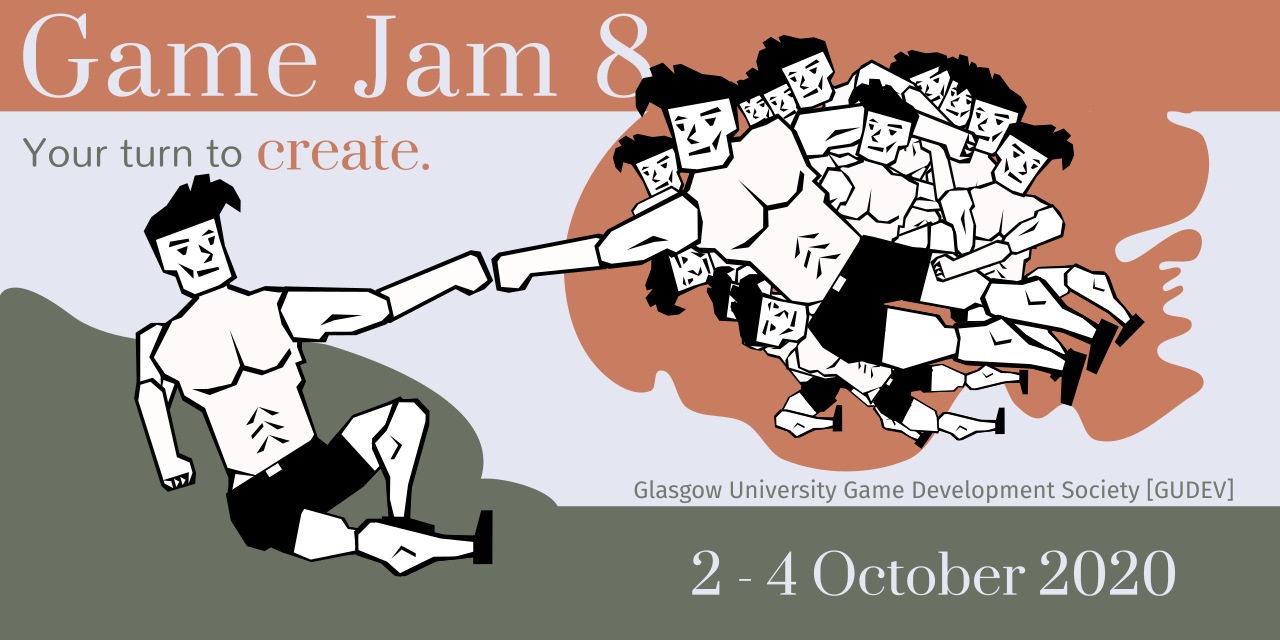 Game Jam 8
Your turn to create.
Glasgow University Game Development Society [GUDEV]
2 - 4 October 2020